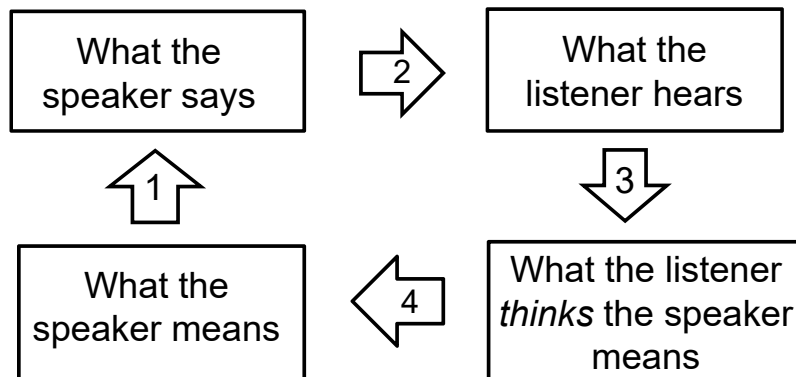 What the
speaker says
2
What the
listener hears
1
3
What the
speaker means
4
What the listener
thinks the speaker
means